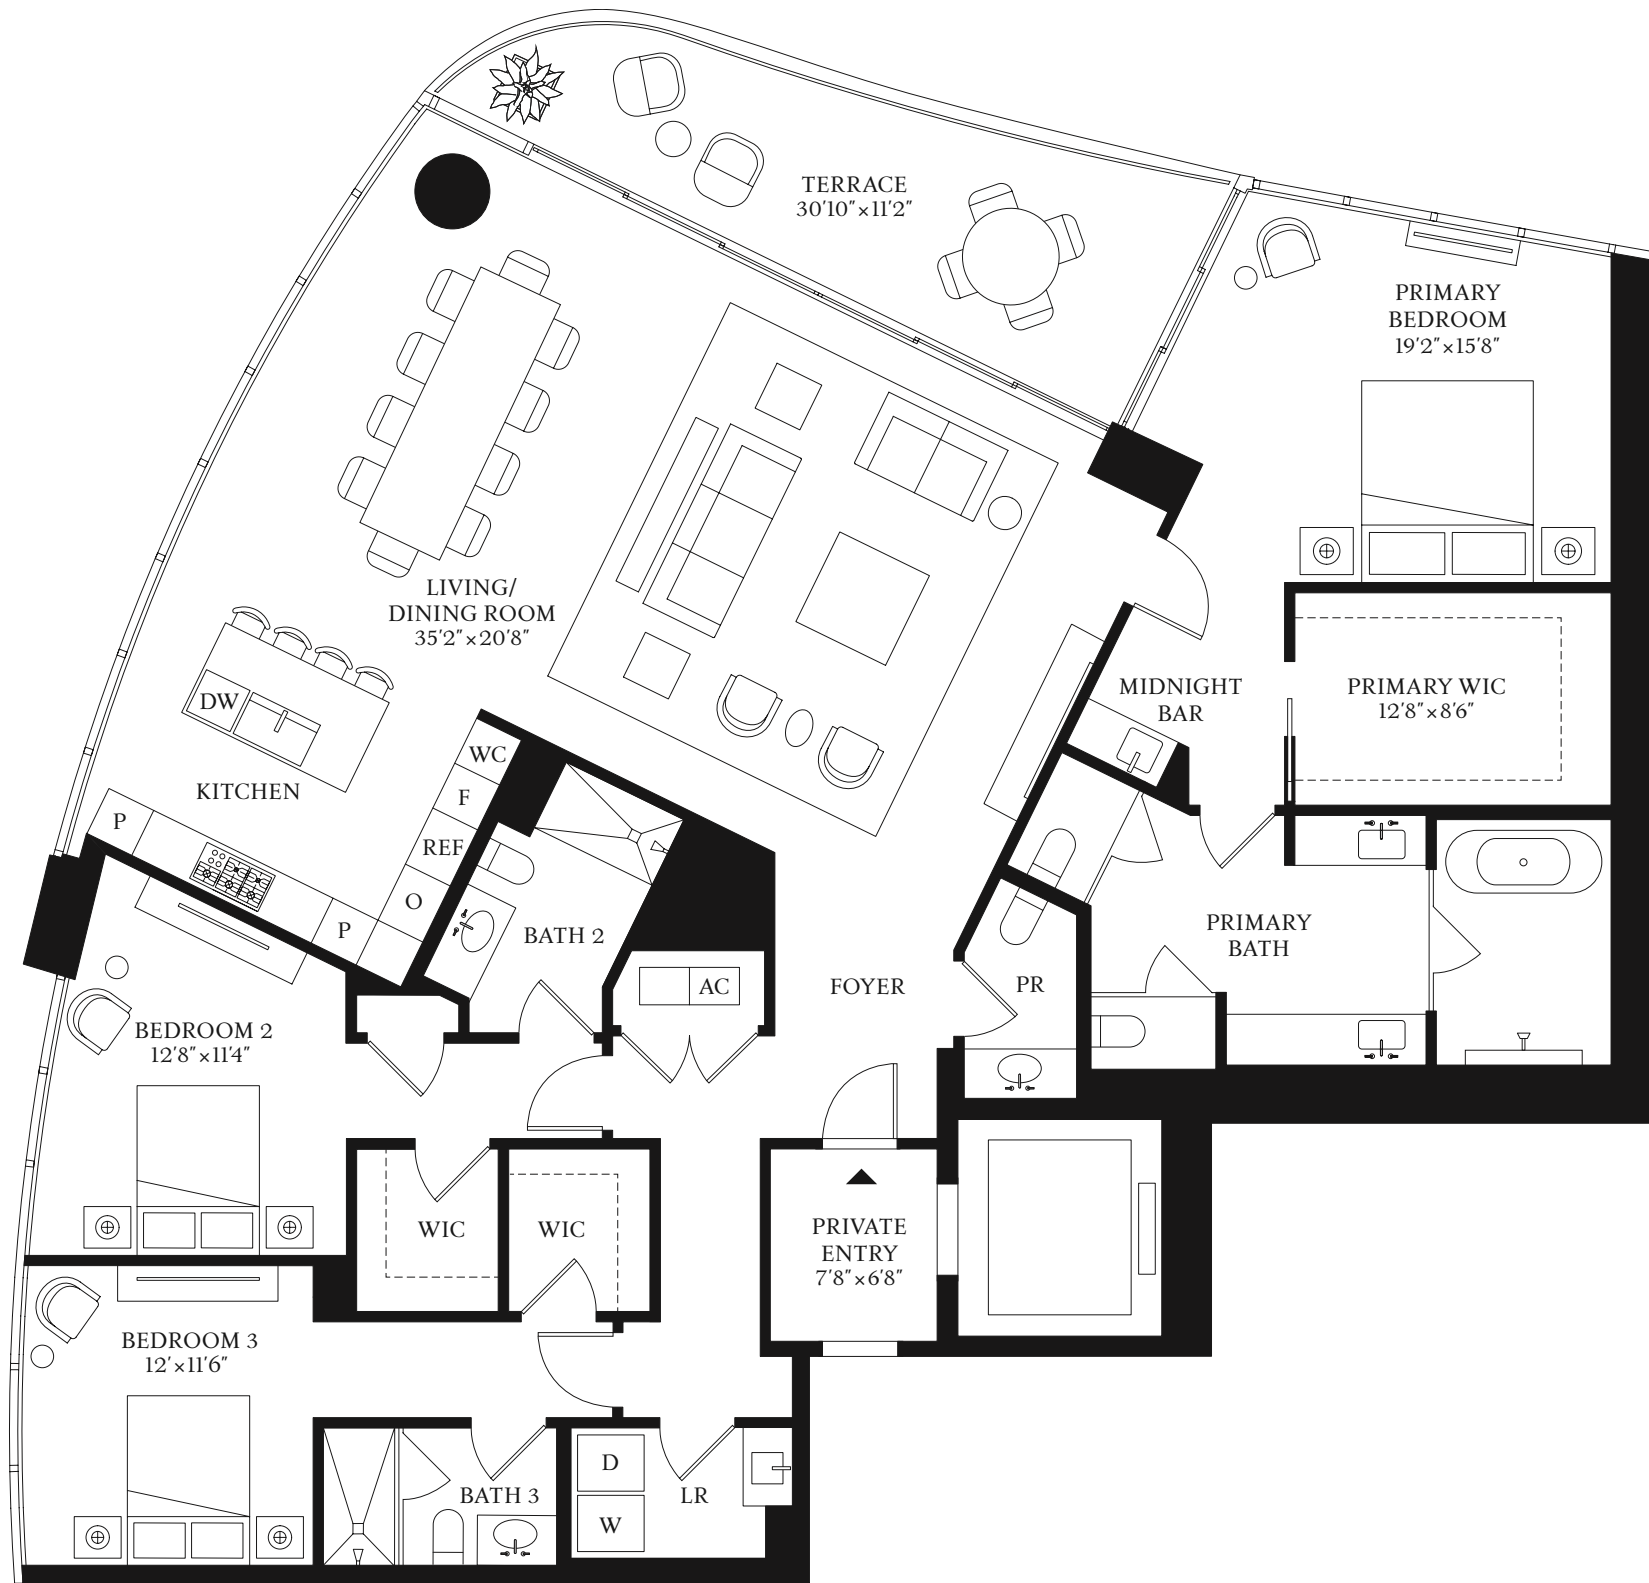 TERRACE
30'10"×11'2"
PRIMARY
BEDROOM
19'2"×15'8"
LIVING/
DINING ROOM
35'2"×20'8"
MIDNIGHT
BAR
PRIMARY WIC
12'8"×8'6"
DW
WC
F
REF
O
KITCHEN
P
P
BATH 2
AC
FOYER
PR
PRIMARY
BATH
BEDROOM 2
12'8"×11'4"
WIC
WIC
PRIVATE
ENTRY
7'8"×6'8"
BEDROOM 3
12'×11'6"
BATH 3
D
W
LR